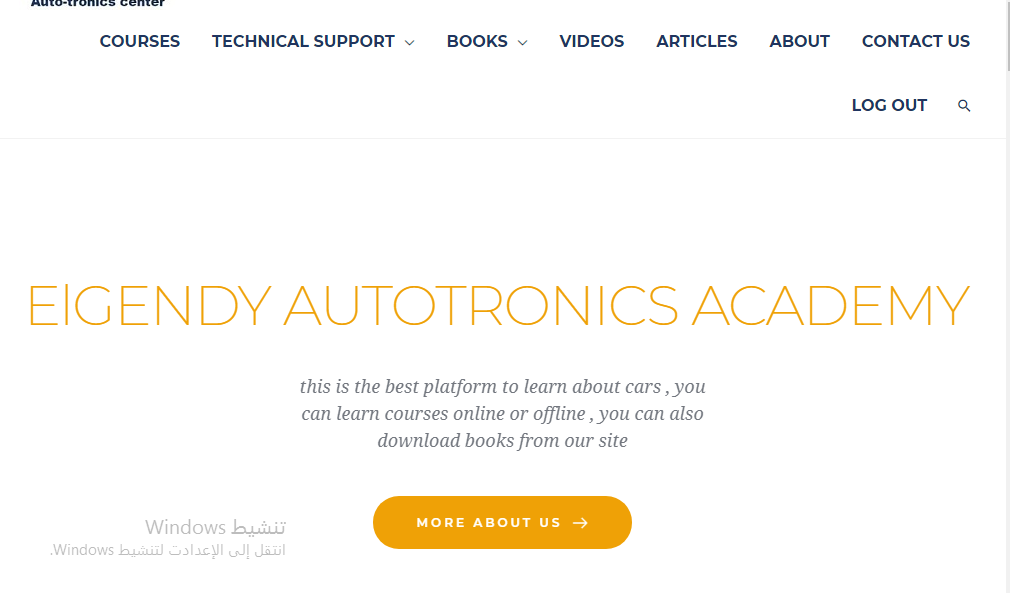 Auto-tronics center
COURSES TECHNICAL SUPPORT BOOKS VIDEOS ARTICLES ABOUT CONTACT US
LOG OUT
ElGENDY AUTOTRONICS ACADEMY
this is the best platform to learn about cars , you
can learn courses online or offline , you can also
download books from our site
MORE ABOUT US →
تنشيط Windows
انتقل إلى الإعدادت لتنشيط Windows.